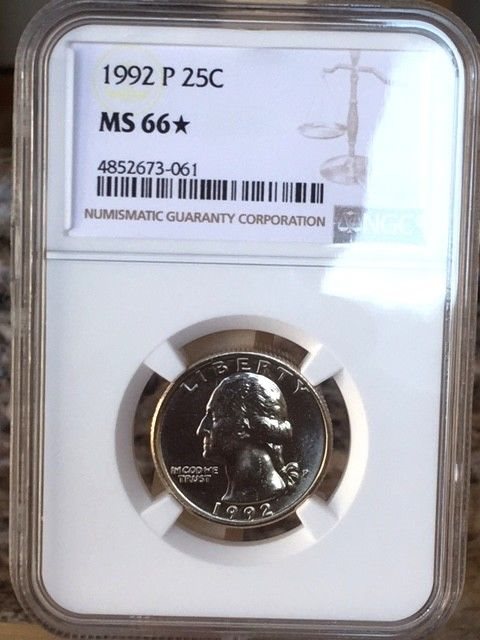 1992 P 25C
MS 66★
4852673-061
NUMISMATIC GUARANTY CORPORATION
NGC
LIBERTY
IN GOD WE
TRUST
P
1992